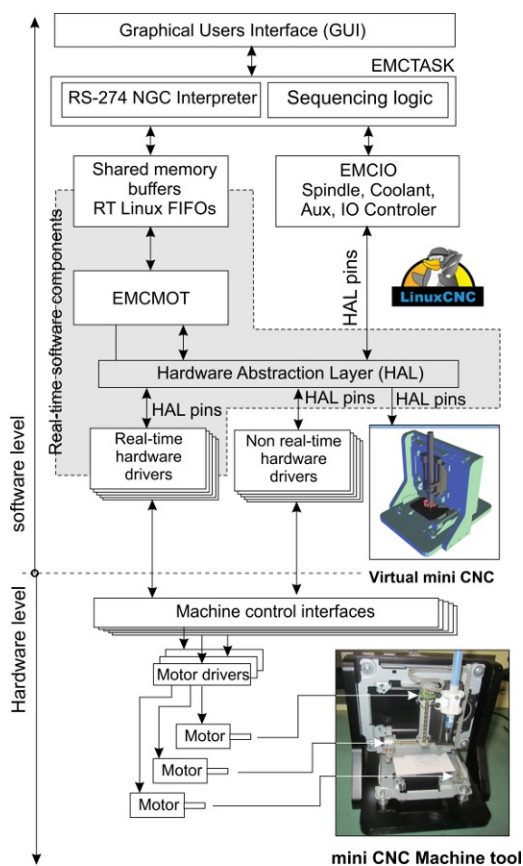 Graphical Users Interface (GUI)
EMCTASK
RS-274 NGC Interpreter
Sequencing logic
Shared memory
buffers
RT Linux FIFOs
EMCIO
Spindle, Coolant,
Aux, IO Controler
Real-time software components
EMCMOT
HAL pins
LinuxCNC
Hardware Abstraction Layer (HAL)
HAL pins
HAL pins
HAL pins
Real-time
hardware
drivers
Non real-time
hardware
drivers
software level
Virtual mini CNC
Hardware level
Machine control interfaces
Motor drivers
Motor
Motor
Motor
mini CNC Machine tool